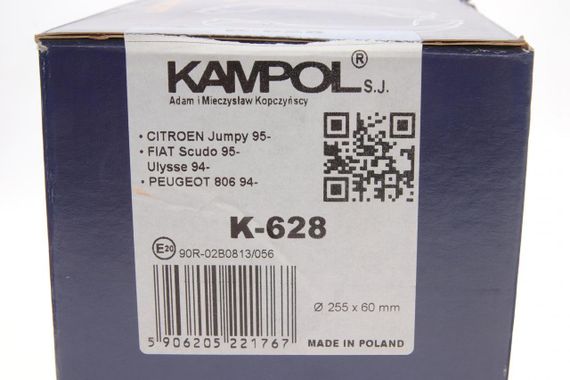 KAMPOL® S.J.
Adam i Mieczysław Kopczyńscy
• CITROEN Jumpy 95-
• FIAT Scudo 95-
Ulysse 94-
• PEUGEOT 806 94-
K-628
E20 90R-02B0813/056
Ø 255 x 60 mm
5 906205 221767
MADE IN POLAND